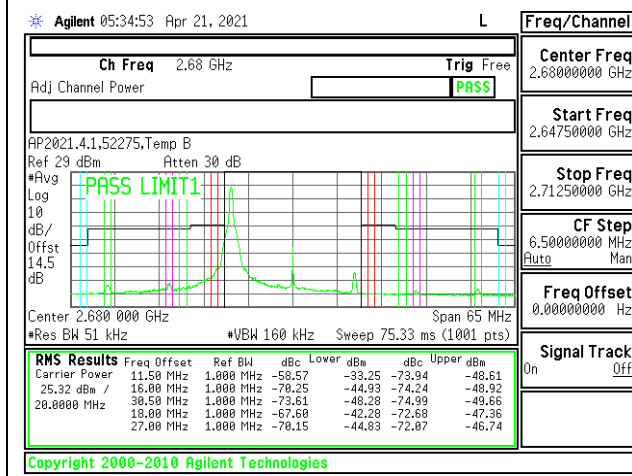 Agilent 05:34:53 Apr 21, 2021 L
Freq/Channel
Ch Freq 2.68 GHz Trig Free
Adj Channel Power PASS
AP2021.4.1,52275,Temp B
Ref 29 dBm Atten 30 dB
#Avg
Log
10
dB/
Offst
14.5
dB
PASS LIMIT1
Center 2.680 000 GHz Span 65 MHz
#Res BW 51 kHz #VBW 160 kHz Sweep 75.33 ms (1001 pts)
RMS Results Freq Offset Ref BW dBc Lower dBm dBc Upper dBm
Carrier Power 11.50 MHz 1.000 MHz -58.57 -33.25 -73.94 -48.61
25.32 dBm / 16.00 MHz 1.000 MHz -70.25 -44.93 -74.24 -48.92
20.0000 MHz 30.50 MHz 1.000 MHz -73.61 -48.28 -74.99 -49.66
18.00 MHz 1.000 MHz -67.60 -42.28 -72.68 -47.36
27.00 MHz 1.000 MHz -70.15 -44.83 -72.07 -46.74
Copyright 2000-2010 Agilent Technologies
Center Freq
2.68000000 GHz
Start Freq
2.64750000 GHz
Stop Freq
2.71250000 GHz
CF Step
6.50000000 MHz
Auto Man
Freq Offset
0.00000000 Hz
Signal Track
On Off